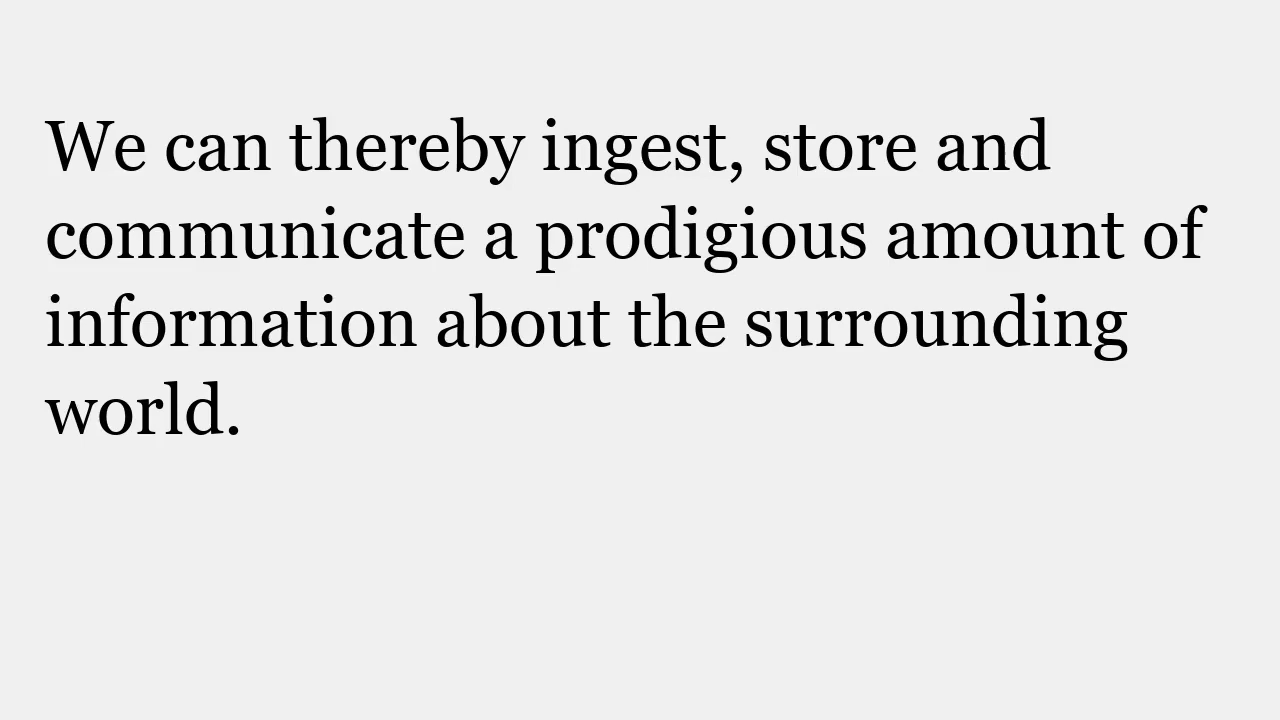 We can thereby ingest, store and
communicate a prodigious amount of
information about the surrounding
world.